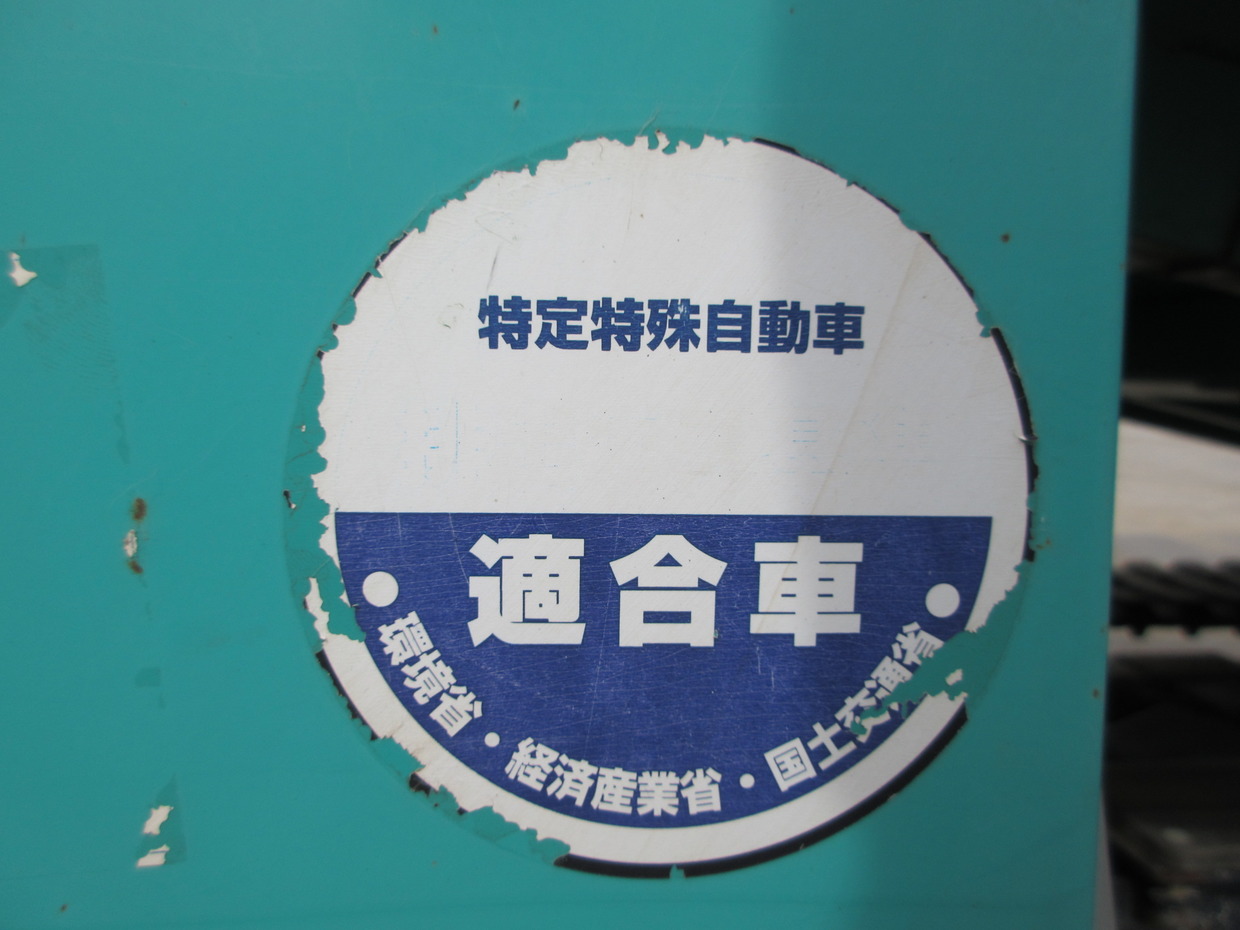 特定特殊自動車
適合車
環境省・経済産業省・国土交通省